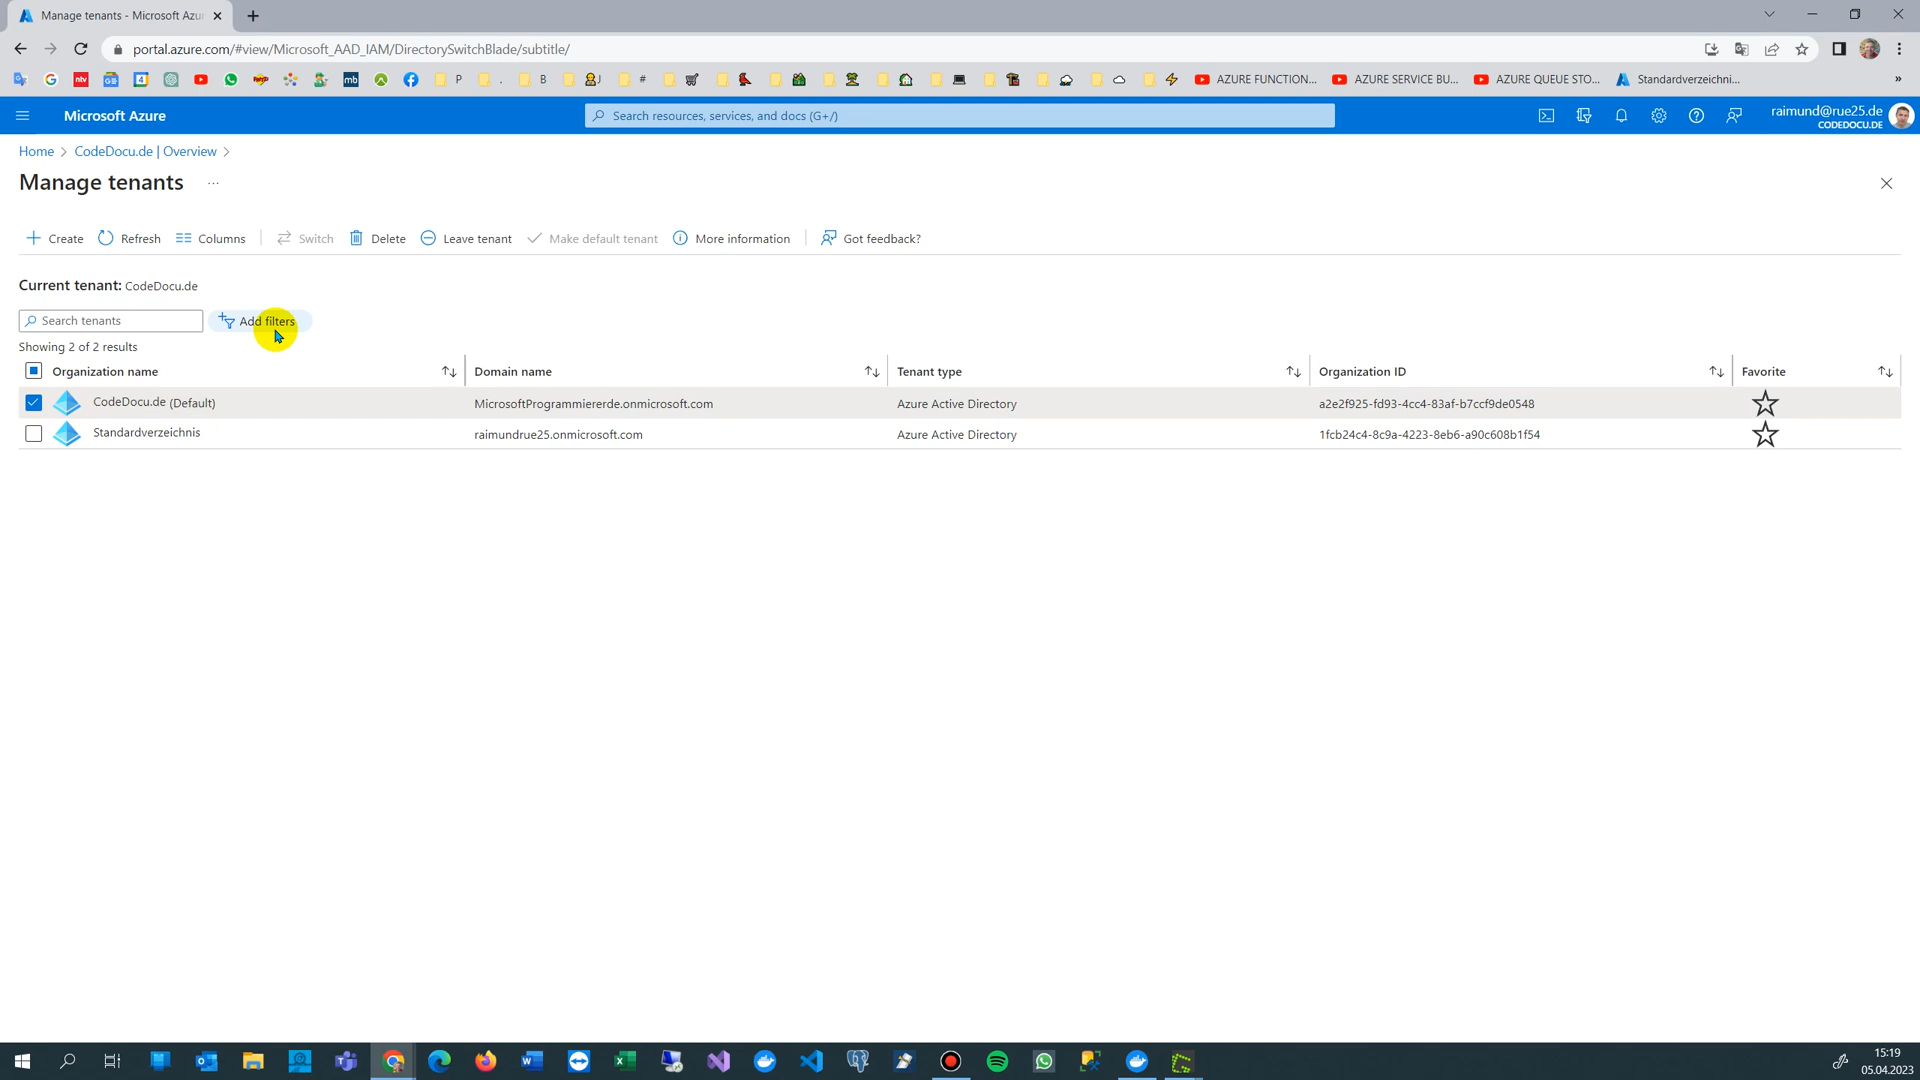 Manage tenants - Microsoft Azur
portal.azure.com/#view/Microsoft_AAD_IAM/DirectorySwitchBlade/subtitle/
P . B J # AZURE FUNCTION... AZURE SERVICE BU... AZURE QUEUE STO... Standardverzeichni... »
Microsoft Azure
Search resources, services, and docs (G+/)
raimund@rue25.de
CODEDOCU.DE
Home > CodeDocu.de | Overview >
Manage tenants ...
Create Refresh Columns Switch Delete Leave tenant Make default tenant More information Got feedback?
Current tenant: CodeDocu.de
Search tenants Add filters
Showing 2 of 2 results
Organization name Domain name Tenant type Organization ID Favorite
CodeDocu.de (Default) MicrosoftProgrammiererde.onmicrosoft.com Azure Active Directory a2e2f925-fd93-4cc4-83af-b7ccf9de0548
Standardverzeichnis raimundrue25.onmicrosoft.com Azure Active Directory 1fcb24c4-8c9a-4223-8eb6-a90c608b1f54
15:19
05.04.2023